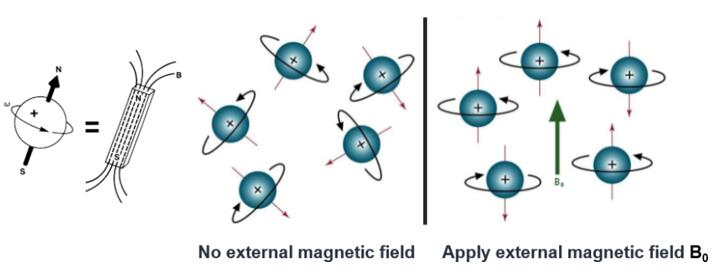 N
ω
+
S
=
N
S
B
+
+
+
+
+
+
+
+
+
+
B₀
No external magnetic field
Apply external magnetic field B₀